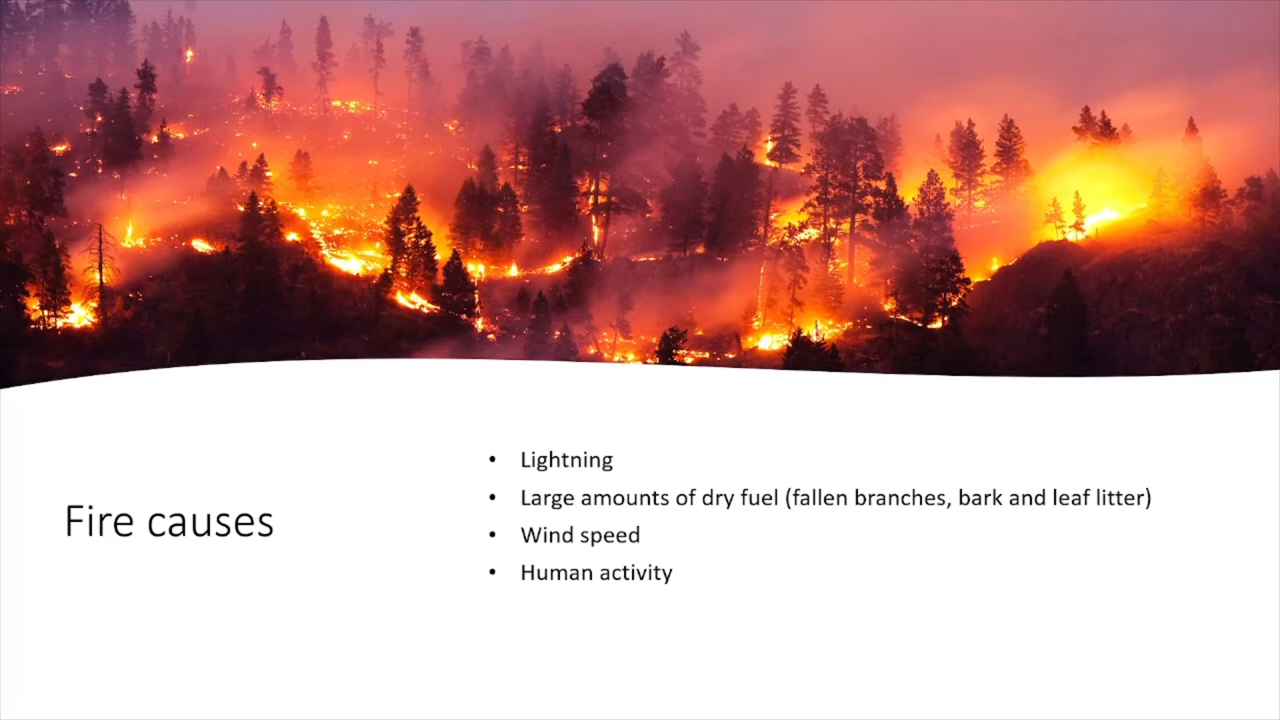 Fire causes
• Lightning
• Large amounts of dry fuel (fallen branches, bark and leaf litter)
• Wind speed
• Human activity